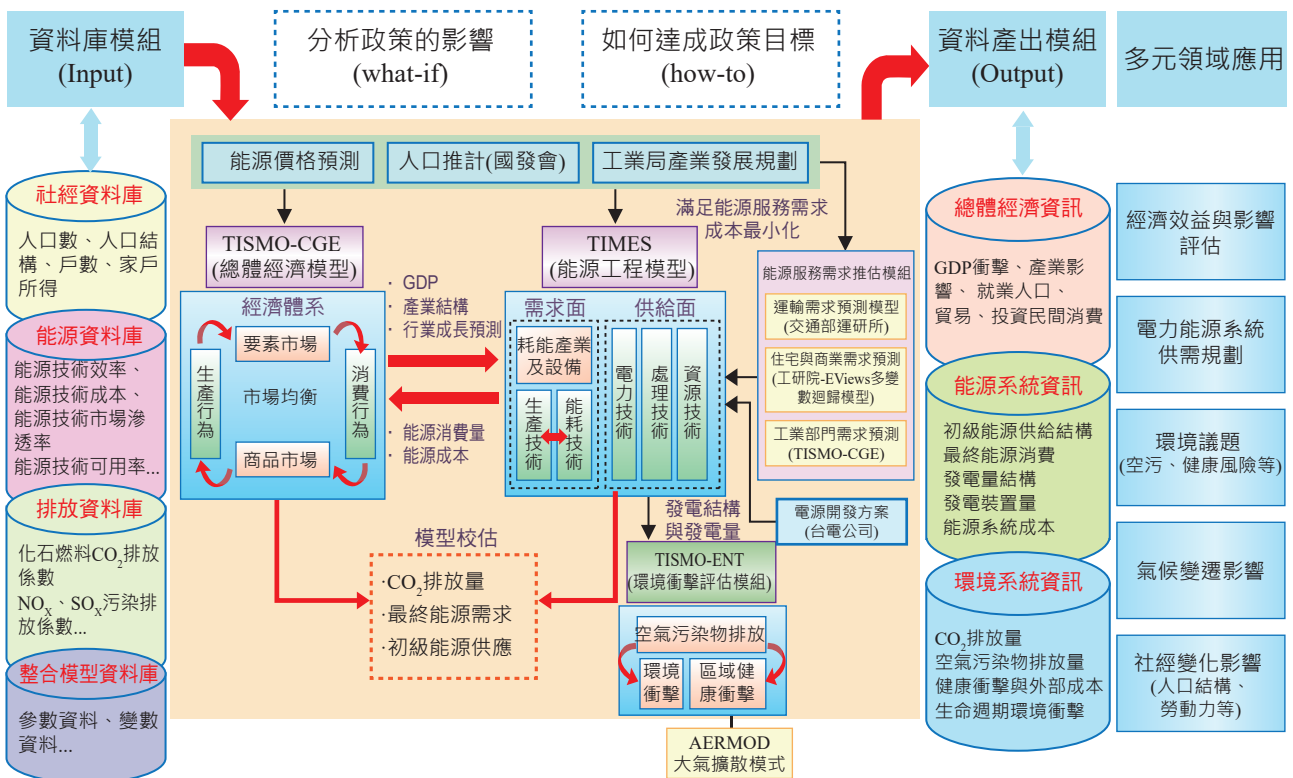 資料庫模組
(Input)
分析政策的影響
(what-if)
如何達成政策目標
(how-to)
資料產出模組
(Output)
多元領域應用
社經資料庫
人口數、人口結
構、戶數、家戶
所得
能源資料庫
能源技術效率、
能源技術成本、
能源技術市場滲
透率
能源技術可用率...
排放資料庫
化石燃料CO₂排放
係數
NOX、SOX污染排
放係數...
整合模型資料庫
參數資料、變數
資料...
能源價格預測
人口推計(國發會)
工業局產業發展規劃
TISMO-CGE
(總體經濟模型)
TIMES
(能源工程模型)
滿足能源服務需求
成本最小化
經濟體系
要素市場
生產行為
市場均衡
消費行為
商品市場
· GDP
· 產業結構
· 行業成長預測
· 能源消費量
· 能源成本
需求面
供給面
耗能產業
及設備
生產技術
能耗技術
電力技術
處理技術
資源技術
能源服務需求推估模組
運輸需求預測模型
(交通部運研所)
住宅與商業需求預測
(工研院-EViews多變
數迴歸模型)
工業部門需求預測
(TISMO-CGE)
電源開發方案
(台電公司)
發電結構
與發電量
模型校估
·CO₂排放量
·最終能源需求
·初級能源供應
TISMO-ENT
(環境衝擊評估模組)
空氣污染物排放
環境
衝擊
區域健
康衝擊
AERMOD
大氣擴散模式
總體經濟資訊
GDP衝擊、產業影
響、 就業人口、
貿易、投資民間消費
能源系統資訊
初級能源供給結構
最終能源消費
發電量結構
發電裝置量
能源系統成本
環境系統資訊
CO₂排放量
空氣污染物排放量
健康衝擊與外部成本
生命週期環境衝擊
經濟效益與影響
評估
電力能源系統
供需規劃
環境議題
(空污、健康風險等)
氣候變遷影響
社經變化影響
(人口結構、
勞動力等)